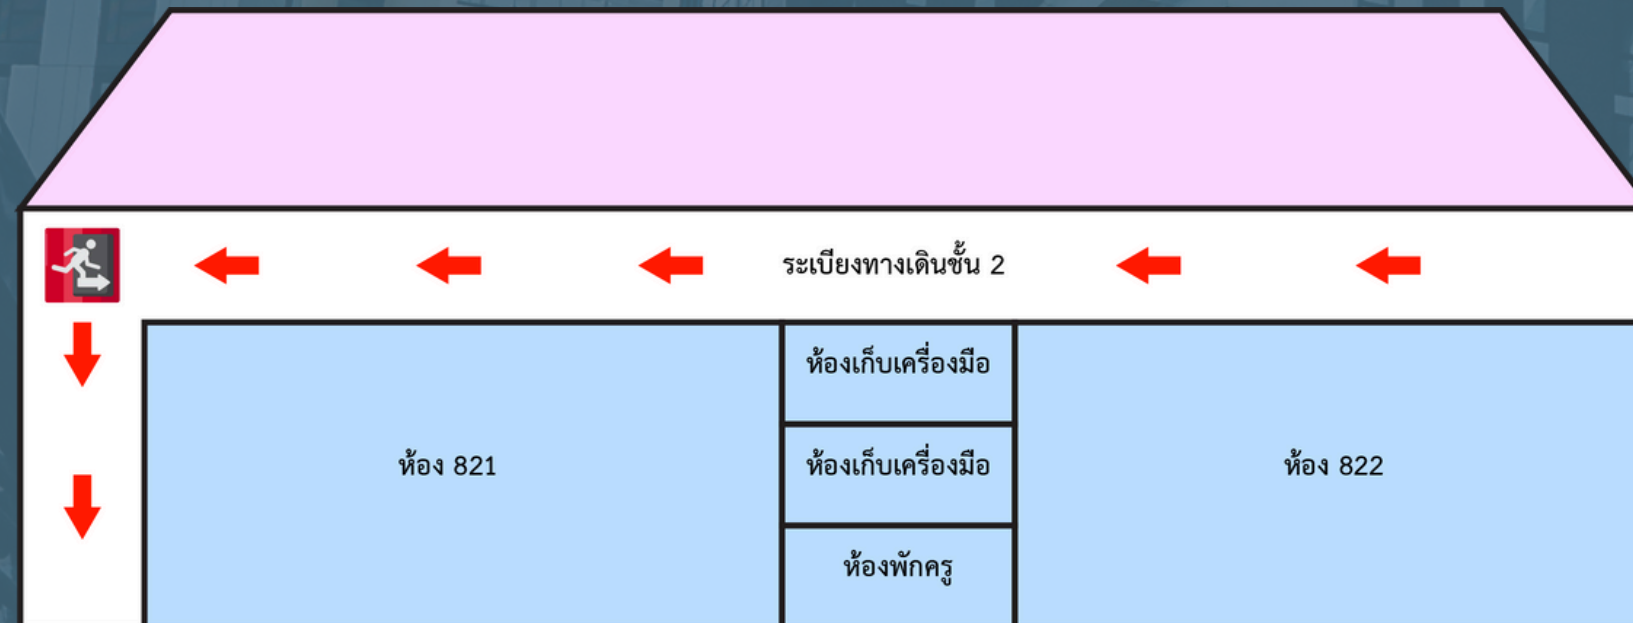 ระเบียงทางเดินชั้น 2
ห้องเก็บเครื่องมือ
ห้อง 821
ห้องเก็บเครื่องมือ
ห้อง 822
ห้องพักครู